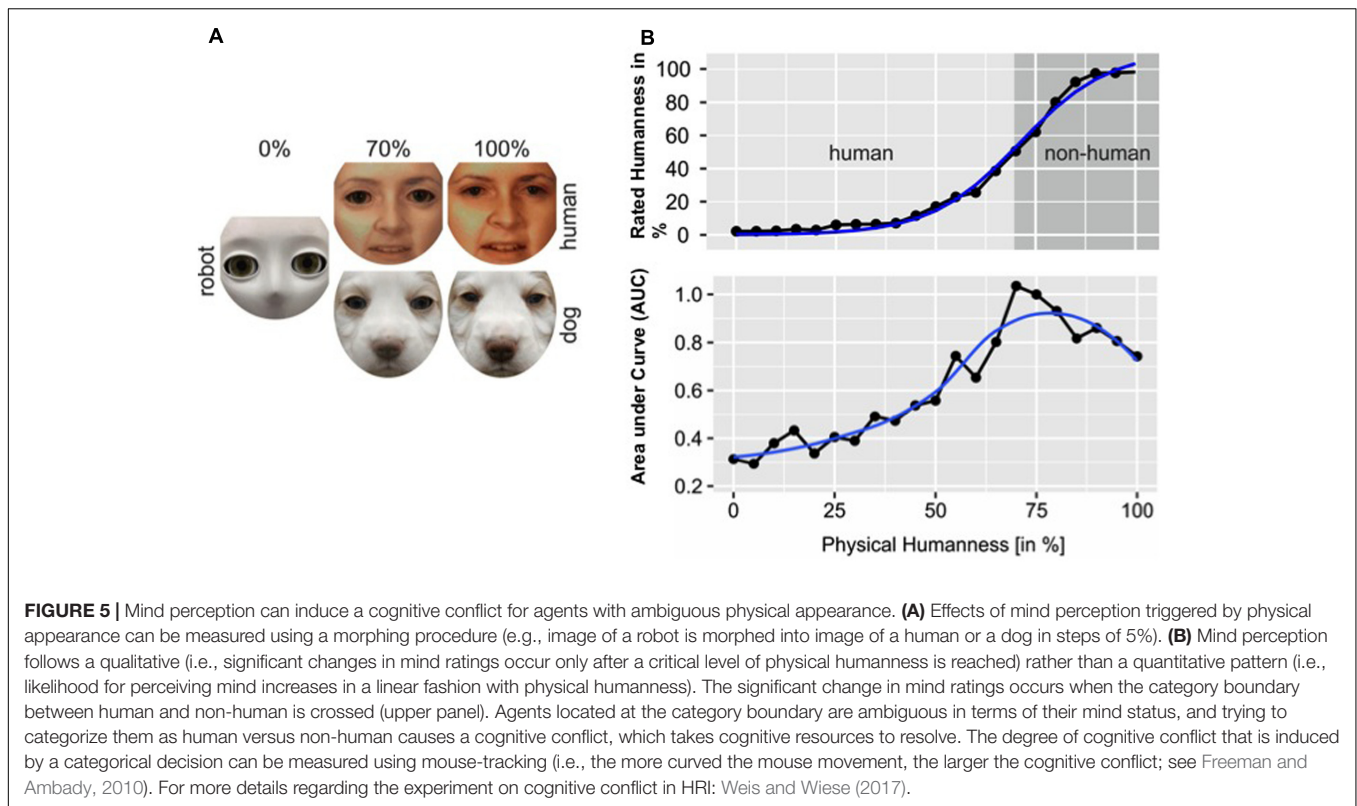 A
0%
70%
100%
robot
human
dog
B
Rated Humanness in
%
100
80
60
40
20
0
human
non-human
Area under Curve (AUC)
1.0
0.8
0.6
0.4
0.2
0
25
50
75
100
Physical Humanness [in %]
FIGURE 5 | Mind perception can induce a cognitive conflict for agents with ambiguous physical appearance. (A) Effects of mind perception triggered by physical
appearance can be measured using a morphing procedure (e.g., image of a robot is morphed into image of a human or a dog in steps of 5%). (B) Mind perception
follows a qualitative (i.e., significant changes in mind ratings occur only after a critical level of physical humanness is reached) rather than a quantitative pattern (i.e.,
likelihood for perceiving mind increases in a linear fashion with physical humanness). The significant change in mind ratings occurs when the category boundary
between human and non-human is crossed (upper panel). Agents located at the category boundary are ambiguous in terms of their mind status, and trying to
categorize them as human versus non-human causes a cognitive conflict, which takes cognitive resources to resolve. The degree of cognitive conflict that is induced
by a categorical decision can be measured using mouse-tracking (i.e., the more curved the mouse movement, the larger the cognitive conflict; see Freeman and
Ambady, 2010). For more details regarding the experiment on cognitive conflict in HRI: Weis and Wiese (2017).